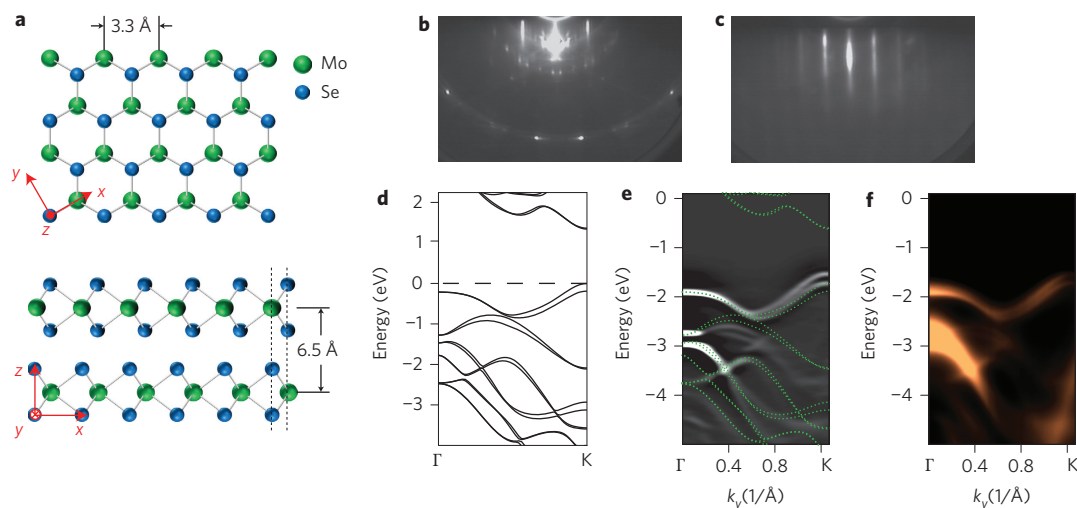 a
3.3 Å
Mo
Se
y
x
z
6.5 Å
z
y
x
b
c
d
2
1
0
−1
−2
−3
Energy (eV)
Γ
K
e
0
−1
−2
−3
−4
Energy (eV)
Γ
0.4
0.8
K
k_y(1/Å)
f
0
−1
−2
−3
−4
Energy (eV)
Γ
0.4
0.8
K
k_y(1/Å)